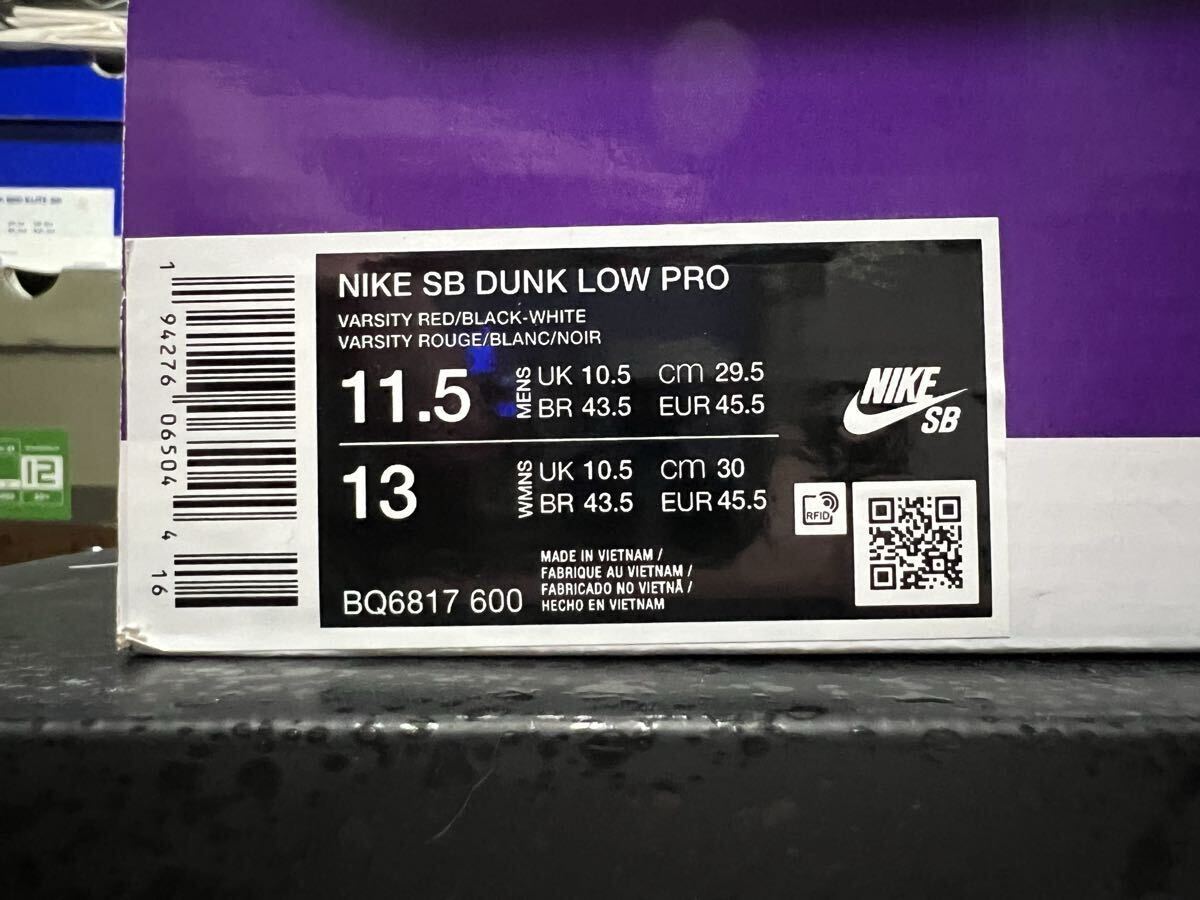 NIKE SB DUNK LOW PRO
VARSITY RED/BLACK-WHITE
VARSITY ROUGE/BLANC/NOIR
11.5
MENS
UK 10.5 CM 29.5
BR 43.5 EUR 45.5
13
WMNS
UK 10.5 CM 30
BR 43.5 EUR 45.5
NIKE
SB
RFID
BQ6817 600
MADE IN VIETNAM /
FABRIQUE AU VIETNAM /
FABRICADO NO VIETNÃ /
HECHO EN VIETNAM
1 94276 06504 4 16
12